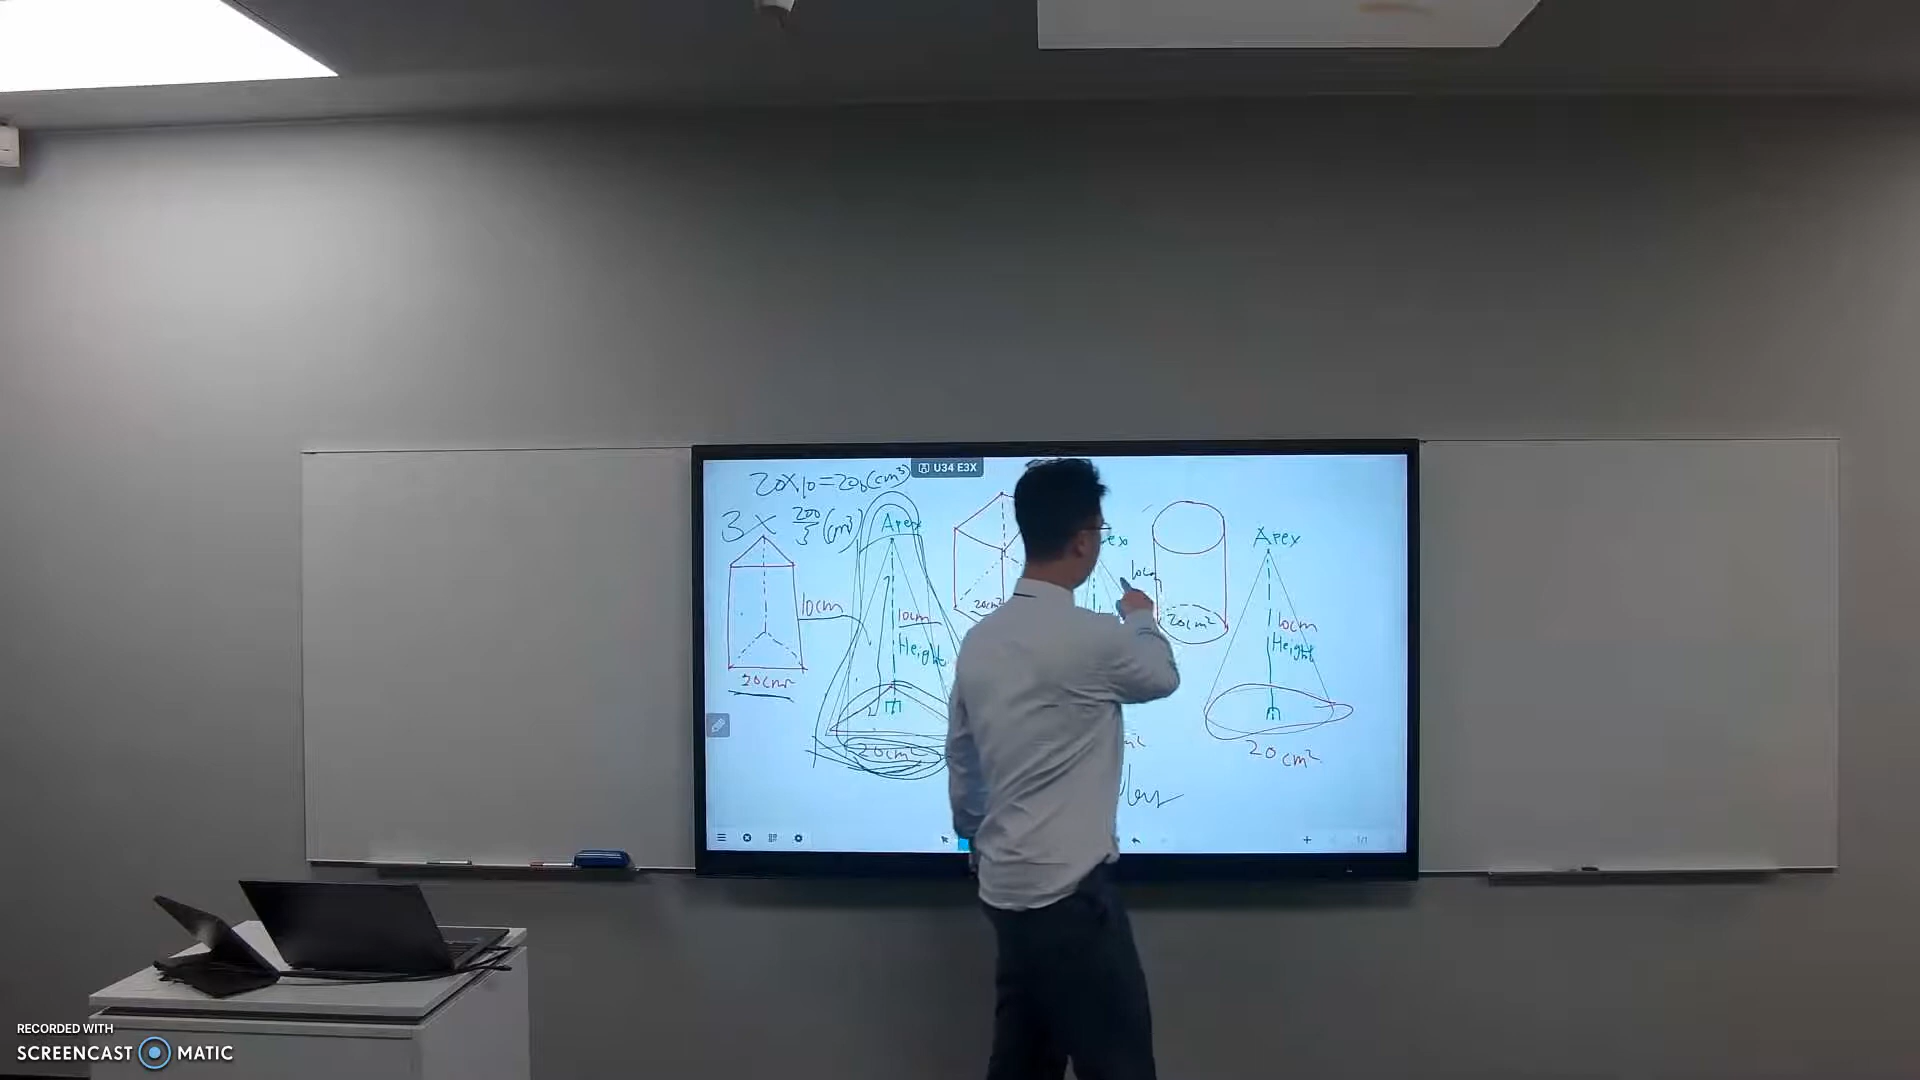 20×10=200(cm³)
U34 E3X
3 × 200/3 (cm³)
Apex
Apex
10cm
10cm
10cm
20cm²
20cm²
10cm
Height
Height
20cm²
20cm²
20cm²
RECORDED WITH
SCREENCAST MATIC